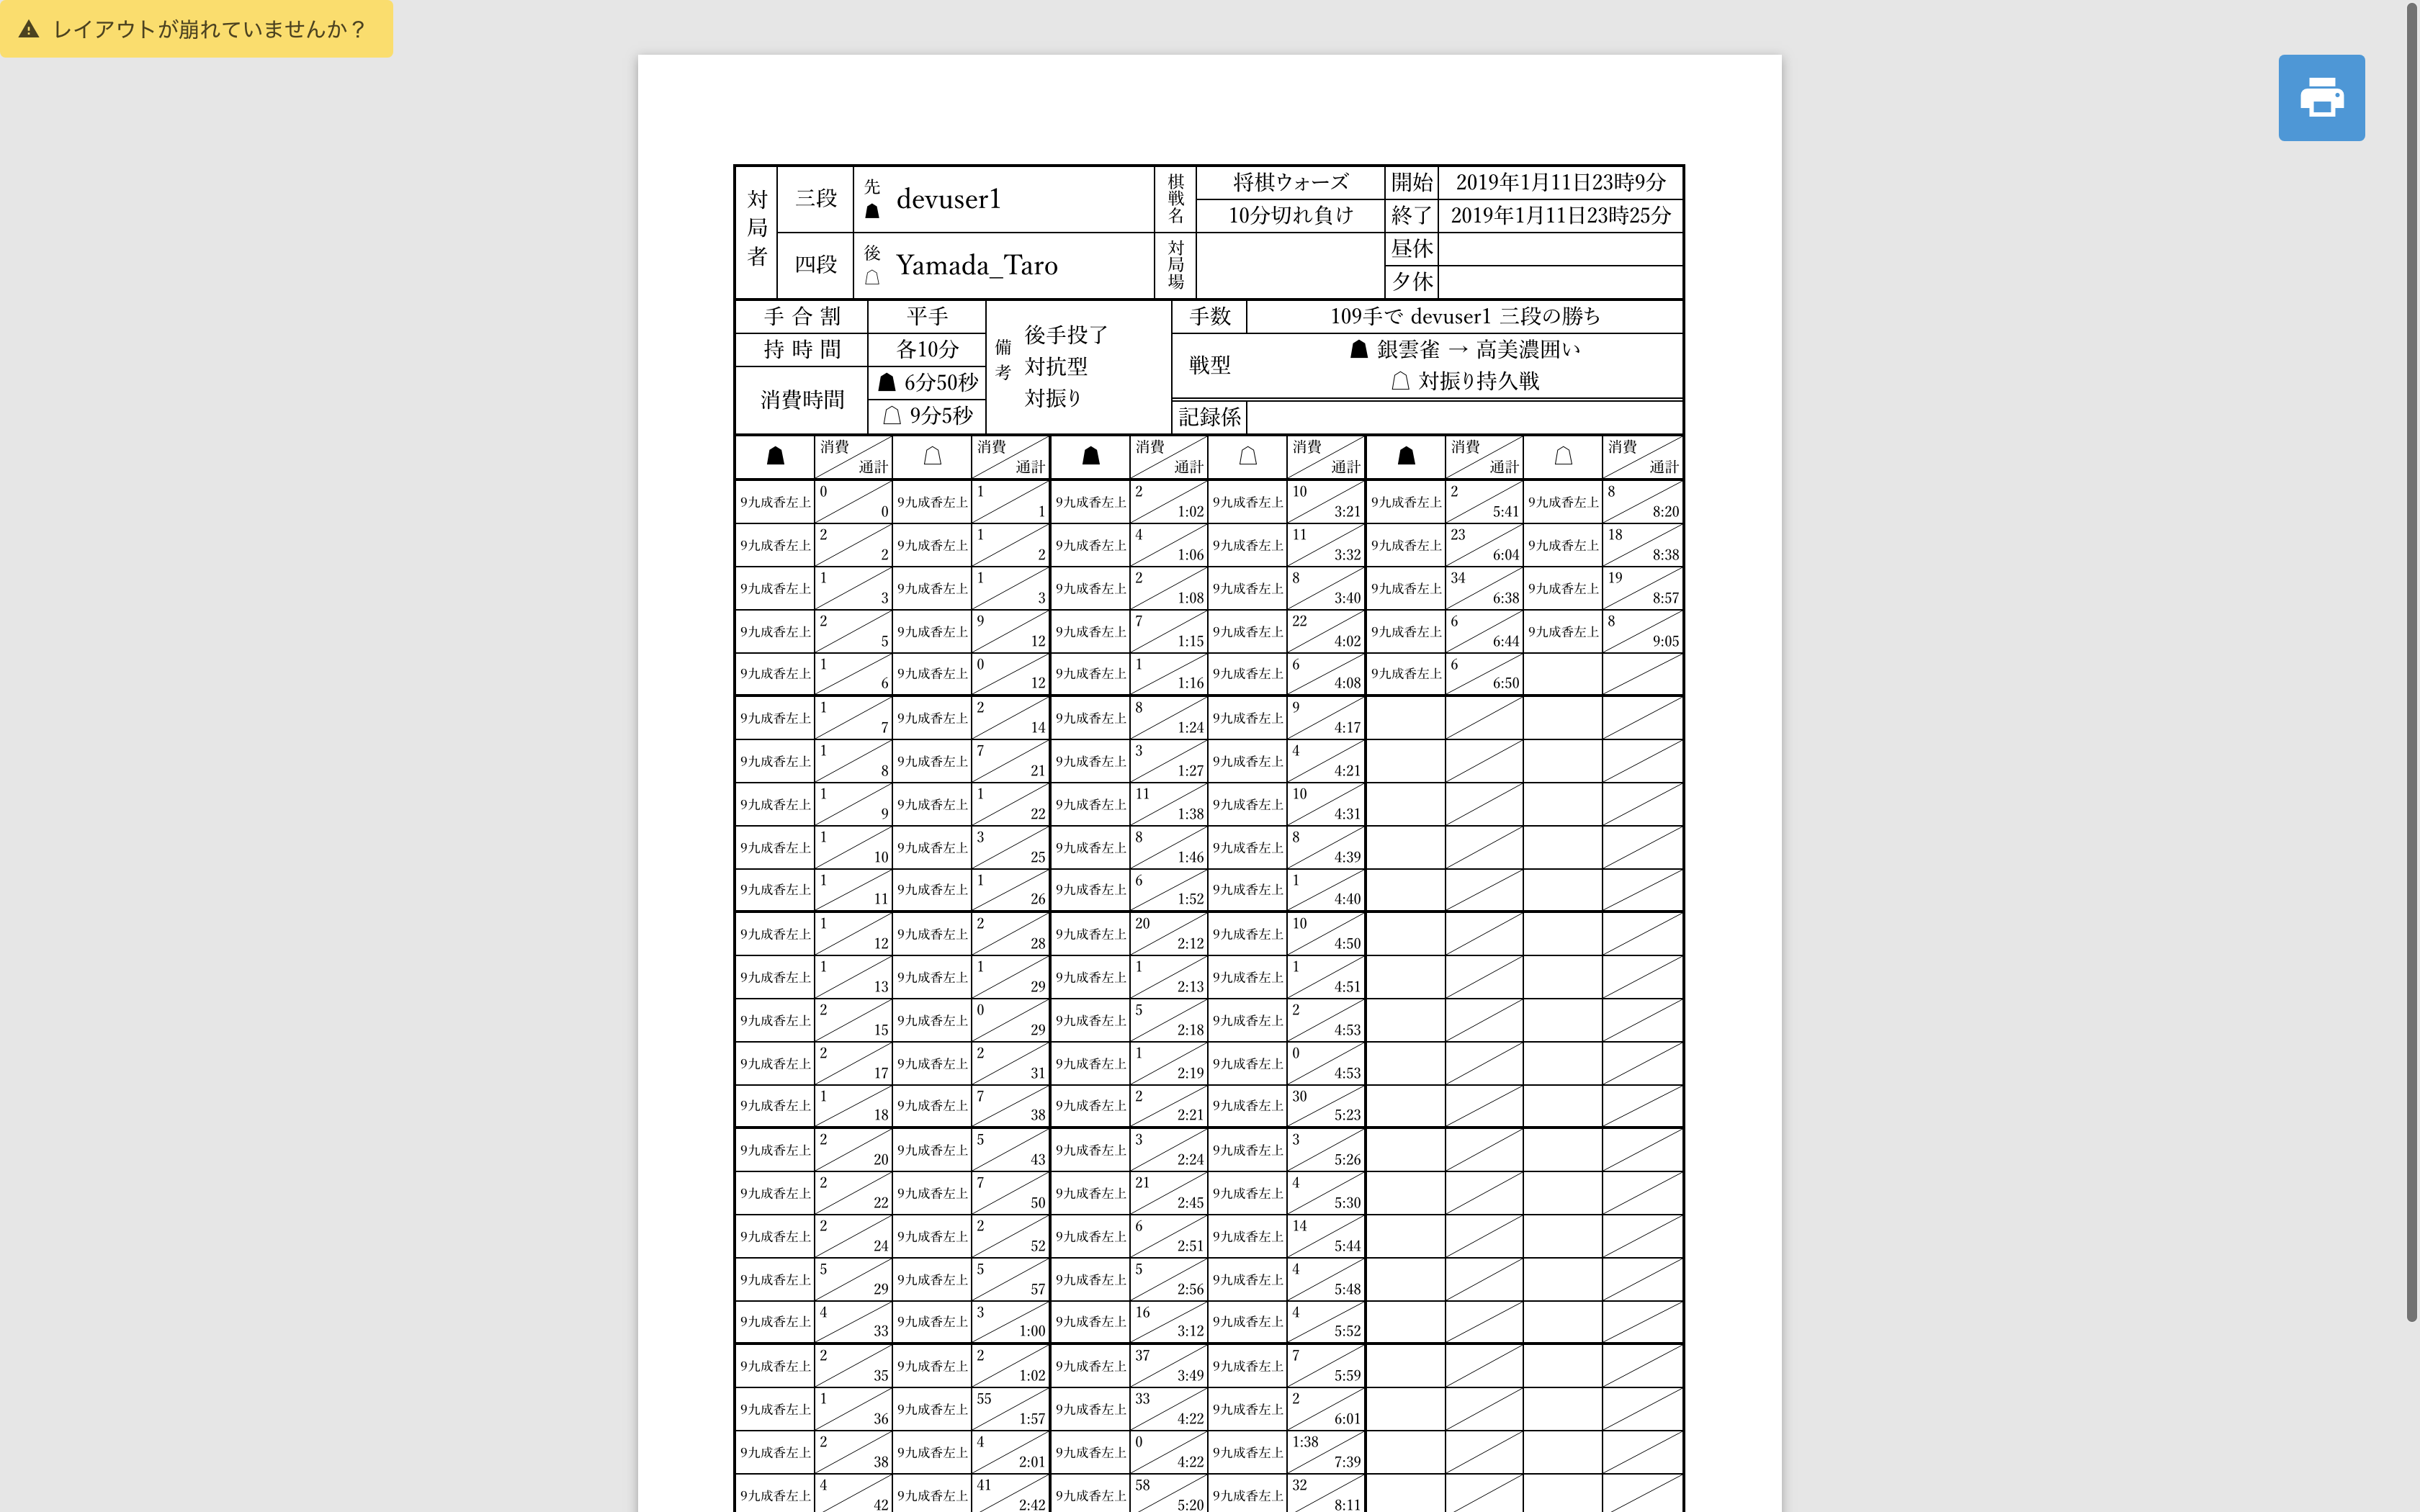 レイアウトが崩れていませんか？
対局者 三段 先 devuser1 棋戦名 将棋ウォーズ 開始 2019年1月11日23時9分
10分切れ負け 終了 2019年1月11日23時25分
四段 後 Yamada_Taro 対局場 昼休
夕休
手合割 平手 備考 後手投了 手数 109手で devuser1 三段の勝ち
持時間 各10分 対抗型 戦型 銀雲雀 → 高美濃囲い
消費時間 6分50秒 対振り 対振り持久戦
9分5秒 記録係
消費 通計 消費 通計 消費 通計 消費 通計 消費 通計 消費 通計
9九成香左上 0 0 9九成香左上 1 1 9九成香左上 2 1:02 9九成香左上 10 3:21 9九成香左上 2 5:41 9九成香左上 8 8:20
9九成香左上 2 2 9九成香左上 1 2 9九成香左上 4 1:06 9九成香左上 11 3:32 9九成香左上 23 6:04 9九成香左上 18 8:38
9九成香左上 1 3 9九成香左上 1 3 9九成香左上 2 1:08 9九成香左上 8 3:40 9九成香左上 34 6:38 9九成香左上 19 8:57
9九成香左上 2 5 9九成香左上 9 12 9九成香左上 7 1:15 9九成香左上 22 4:02 9九成香左上 6 6:44 9九成香左上 8 9:05
9九成香左上 1 6 9九成香左上 0 12 9九成香左上 1 1:16 9九成香左上 6 4:08 9九成香左上 6 6:50
9九成香左上 1 7 9九成香左上 2 14 9九成香左上 8 1:24 9九成香左上 9 4:17
9九成香左上 1 8 9九成香左上 7 21 9九成香左上 3 1:27 9九成香左上 4 4:21
9九成香左上 1 9 9九成香左上 1 22 9九成香左上 11 1:38 9九成香左上 10 4:31
9九成香左上 1 10 9九成香左上 3 25 9九成香左上 8 1:46 9九成香左上 8 4:39
9九成香左上 1 11 9九成香左上 1 26 9九成香左上 6 1:52 9九成香左上 1 4:40
9九成香左上 1 12 9九成香左上 2 28 9九成香左上 20 2:12 9九成香左上 10 4:50
9九成香左上 1 13 9九成香左上 1 29 9九成香左上 1 2:13 9九成香左上 1 4:51
9九成香左上 2 15 9九成香左上 0 29 9九成香左上 5 2:18 9九成香左上 2 4:53
9九成香左上 2 17 9九成香左上 2 31 9九成香左上 1 2:19 9九成香左上 0 4:53
9九成香左上 1 18 9九成香左上 7 38 9九成香左上 2 2:21 9九成香左上 30 5:23
9九成香左上 2 20 9九成香左上 5 43 9九成香左上 3 2:24 9九成香左上 3 5:26
9九成香左上 2 22 9九成香左上 7 50 9九成香左上 21 2:45 9九成香左上 4 5:30
9九成香左上 2 24 9九成香左上 2 52 9九成香左上 6 2:51 9九成香左上 14 5:44
9九成香左上 5 29 9九成香左上 5 57 9九成香左上 5 2:56 9九成香左上 4 5:48
9九成香左上 4 33 9九成香左上 3 1:00 9九成香左上 16 3:12 9九成香左上 4 5:52
9九成香左上 2 35 9九成香左上 2 1:02 9九成香左上 37 3:49 9九成香左上 7 5:59
9九成香左上 1 36 9九成香左上 55 1:57 9九成香左上 33 4:22 9九成香左上 2 6:01
9九成香左上 2 38 9九成香左上 4 2:01 9九成香左上 0 4:22 9九成香左上 1:38 7:39
9九成香左上 4 42 9九成香左上 41 2:42 9九成香左上 58 5:20 9九成香左上 32 8:11